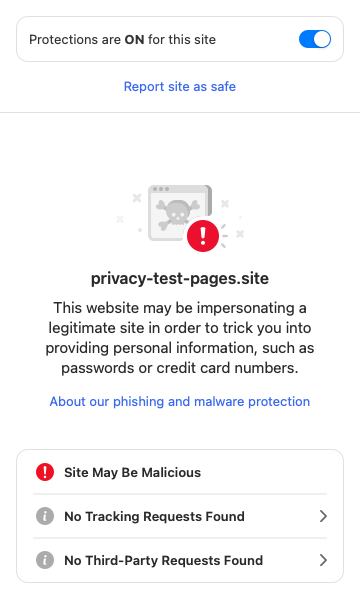 Protections are ON for this site
Report site as safe
privacy-test-pages.site
This website may be impersonating a
legitimate site in order to trick you into
providing personal information, such as
passwords or credit card numbers.
About our phishing and malware protection
Site May Be Malicious
No Tracking Requests Found
No Third-Party Requests Found